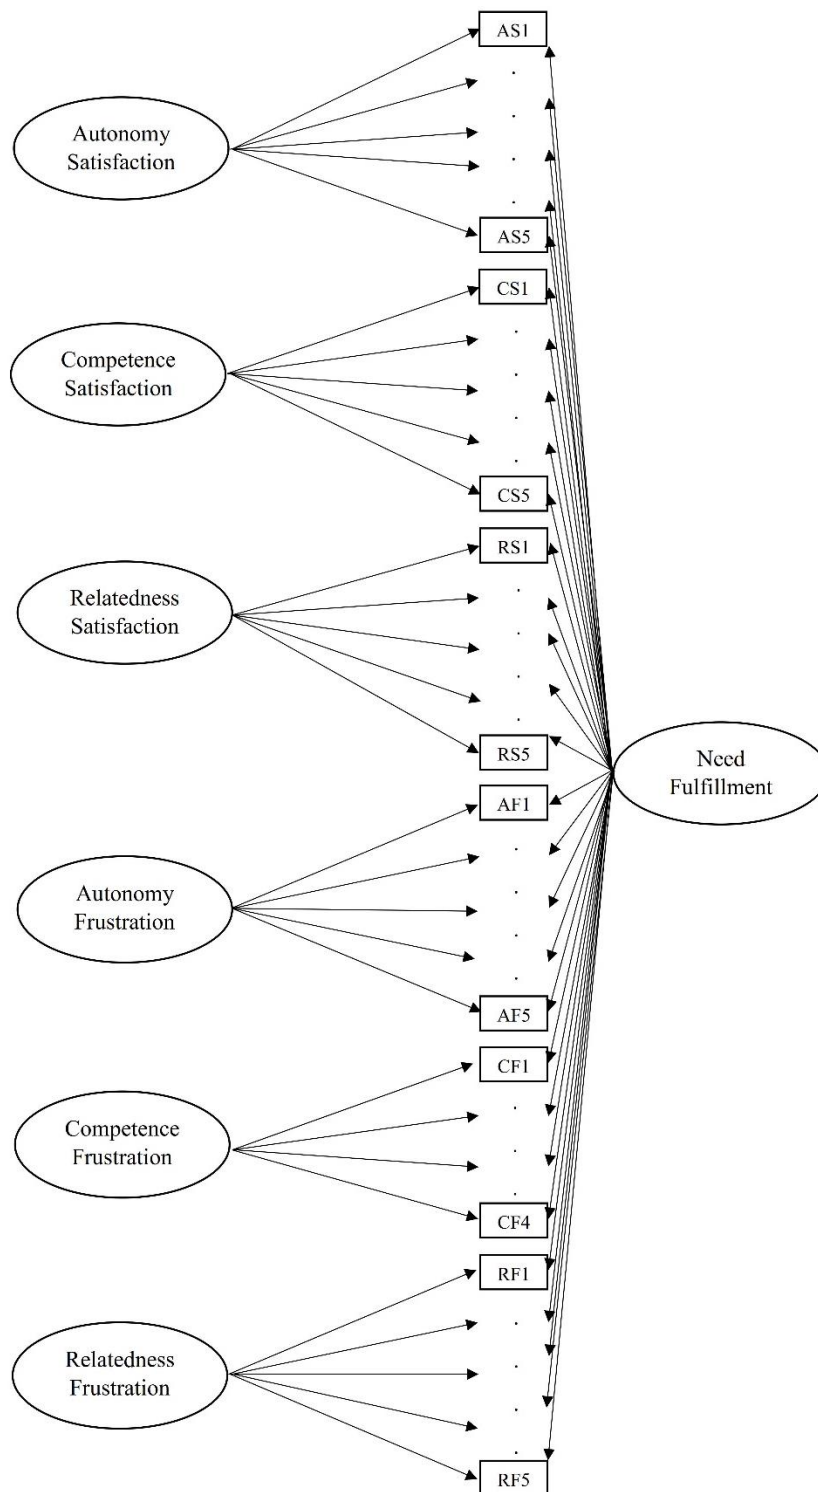 AS1
Autonomy
Satisfaction
AS5
CS1
Competence
Satisfaction
CS5
RS1
Relatedness
Satisfaction
RS5
Need
Fulfillment
AF1
Autonomy
Frustration
AF5
CF1
Competence
Frustration
CF4
RF1
Relatedness
Frustration
RF5